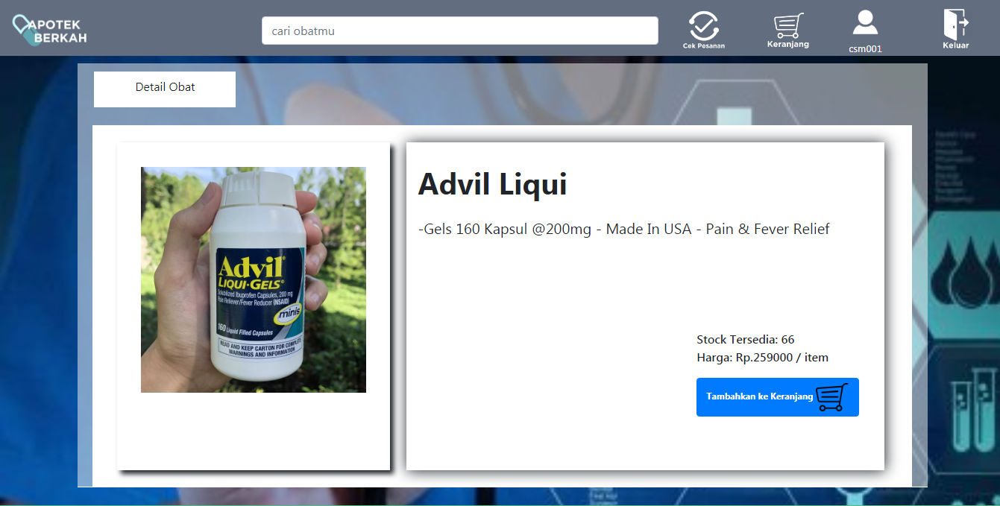 APOTEK
BERKAH
cari obatmu
Cek Pesanan
Keranjang
csm001
Keluar
Detail Obat
Advil
LIQUI·GELS®
Solubilized Ibuprofen Capsules, 200 mg
Pain Reliever/Fever Reducer (NSAID)
minis
160 Liquid Filled Capsules
READ AND KEEP CARTON FOR COMPLETE
WARNINGS AND INFORMATION
Advil Liqui
-Gels 160 Kapsul @200mg - Made In USA - Pain & Fever Relief
Stock Tersedia: 66
Harga: Rp.259000 / item
Tambahkan ke Keranjang